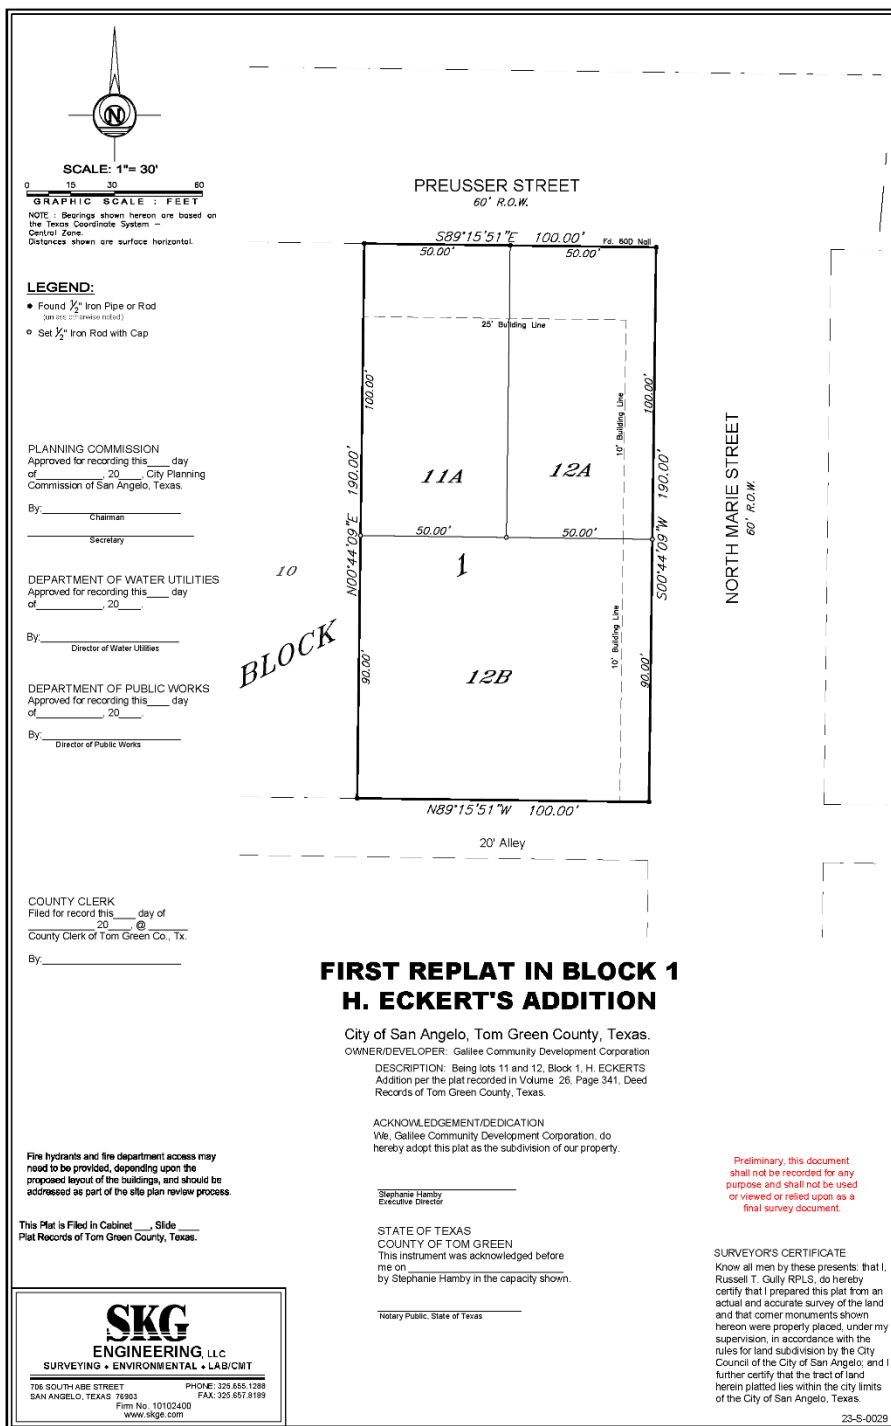 N
SCALE: 1"= 30'
0 15 30 60
GRAPHIC SCALE : FEET
NOTE : Bearings shown hereon are based on
the Texas Coordinate System –
Central Zone.
Distances shown are surface horizontal.
LEGEND:
Found 1/2" Iron Pipe or Rod
(unless otherwise noted)
Set 1/2" Iron Rod with Cap
PLANNING COMMISSION
Approved for recording this____ day
of__________, 20____, City Planning
Commission of San Angelo, Texas.
By:____________________
Chairman
____________________
Secretary
DEPARTMENT OF WATER UTILITIES
Approved for recording this____ day
of__________, 20____.
By:____________________
Director of Water Utilities
DEPARTMENT OF PUBLIC WORKS
Approved for recording this____ day
of__________, 20____.
By:____________________
Director of Public Works
COUNTY CLERK
Filed for record this____ day of
__________ 20____, @ ______
County Clerk of Tom Green Co., Tx.
By:____________________
PREUSSER STREET
60' R.O.W.
S89°15'51"E 100.00'
50.00'
50.00'
Fd. 60D Nail
25' Building Line
100.00'
10' Building Line
100.00'
11A
12A
N00°44'09"E 190.00'
S00°44'09"W 190.00'
NORTH MARIE STREET
60' R.O.W.
50.00'
50.00'
10
BLOCK
1
90.00'
12B
10' Building Line
90.00'
N89°15'51"W 100.00'
20' Alley
FIRST REPLAT IN BLOCK 1
H. ECKERT'S ADDITION
City of San Angelo, Tom Green County, Texas.
OWNER/DEVELOPER: Galilee Community Development Corporation
DESCRIPTION: Being lots 11 and 12, Block 1, H. ECKERTS
Addition per the plat recorded in Volume 26, Page 341, Deed
Records of Tom Green County, Texas.
ACKNOWLEDGEMENT/DEDICATION
We, Galilee Community Development Corporation, do
hereby adopt this plat as the subdivision of our property.
Stephanie Hamby
Executive Director
STATE OF TEXAS
COUNTY OF TOM GREEN
This instrument was acknowledged before
me on ____________________
by Stephanie Hamby in the capacity shown.
Notary Public, State of Texas
Fire hydrants and fire department access may
need to be provided, depending upon the
proposed layout of the buildings, and should be
addressed as part of the site plan review process.
This Plat is Filed in Cabinet ___, Slide ____
Plat Records of Tom Green County, Texas.
SKG
ENGINEERING, LLC
SURVEYING ♦ ENVIRONMENTAL ♦ LAB/CMT
706 SOUTH ABE STREET PHONE: 325.655.1288
SAN ANGELO, TEXAS 76903 FAX: 325.657.8189
Firm No. 10102400
www.skge.com
Preliminary, this document
shall not be recorded for any
purpose and shall not be used
or viewed or relied upon as a
final survey document.
SURVEYOR'S CERTIFICATE
Know all men by these presents: that I,
Russell T. Gully RPLS, do hereby
certify that I prepared this plat from an
actual and accurate survey of the land
and that corner monuments shown
hereon were properly placed, under my
supervision, in accordance with the
rules for land subdivision by the City
Council of the City of San Angelo; and I
further certify that the tract of land
herein platted lies within the city limits
of the City of San Angelo, Texas.
23-S-0029